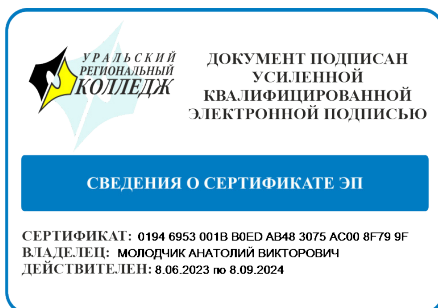 УРАЛЬСКИЙ
РЕГИОНАЛЬНЫЙ
КОЛЛЕДЖ
ДОКУМЕНТ ПОДПИСАН
УСИЛЕННОЙ
КВАЛИФИЦИРОВАННОЙ
ЭЛЕКТРОННОЙ ПОДПИСЬЮ
СВЕДЕНИЯ О СЕРТИФИКАТЕ ЭП
СЕРТИФИКАТ: 0194 6953 001B B0ED AB48 3075 AC00 8F79 9F
ВЛАДЕЛЕЦ: МОЛОДЧИК АНАТОЛИЙ ВИКТОРОВИЧ
ДЕЙСТВИТЕЛЕН: 8.06.2023 по 8.09.2024